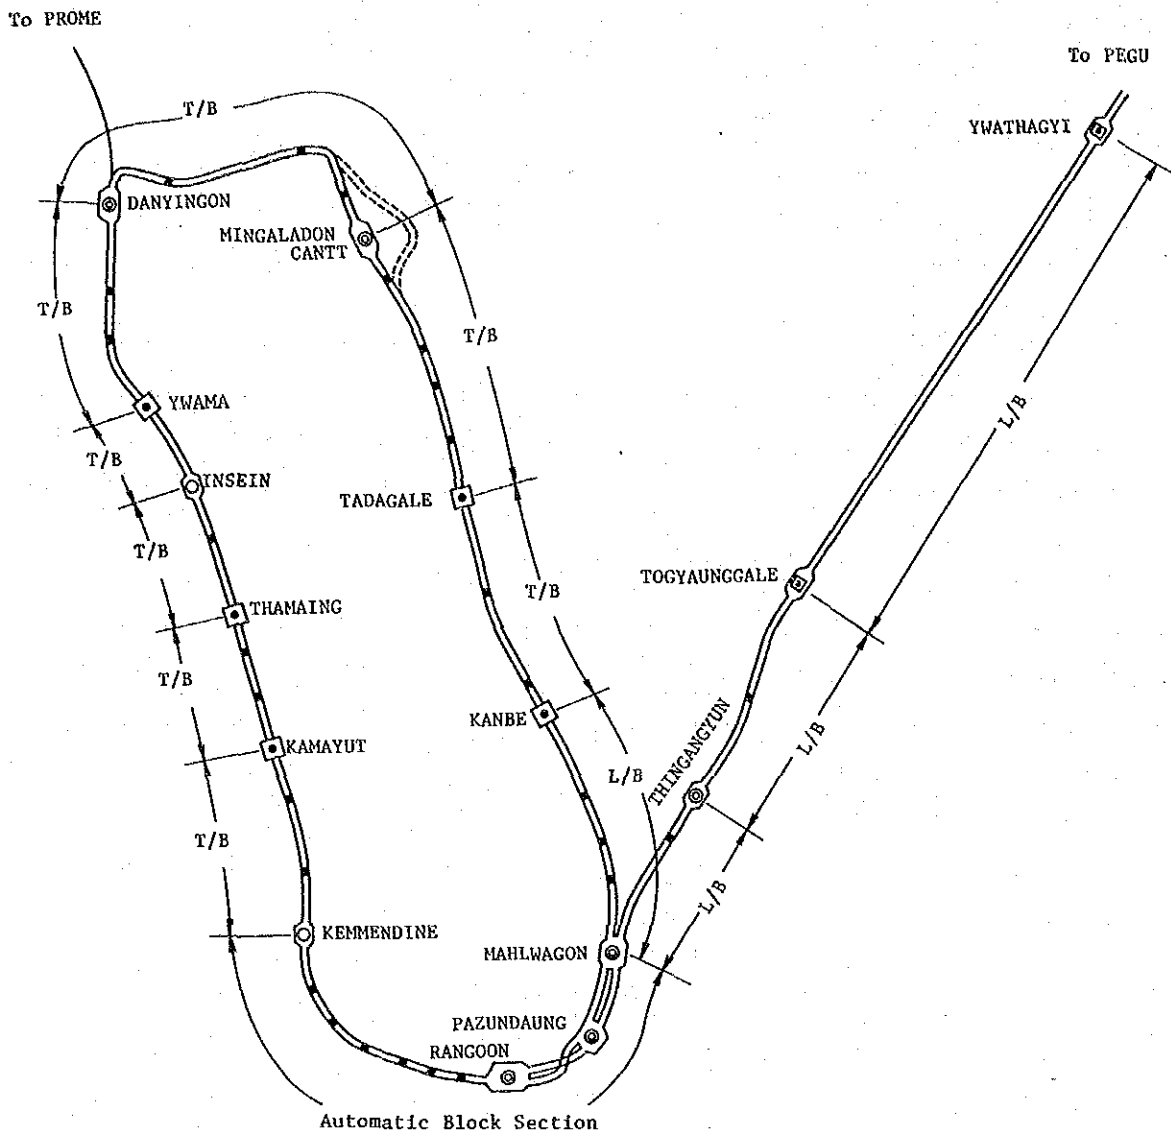 To PROME
To PEGU
T/B
YWATHAGYI
DANYINGON
MINGALADON
CANTT
T/B
T/B
L/B
YWAMA
T/B
INSEIN
TADAGALE
T/B
TOGYAUNGGALE
T/B
THAMAING
T/B
KANBE
THINGANGYUN
KAMAYUT
L/B
L/B
T/B
L/B
KEMMENDINE
MAHLWAGON
PAZUNDAUNG
RANGOON
Automatic Block Section